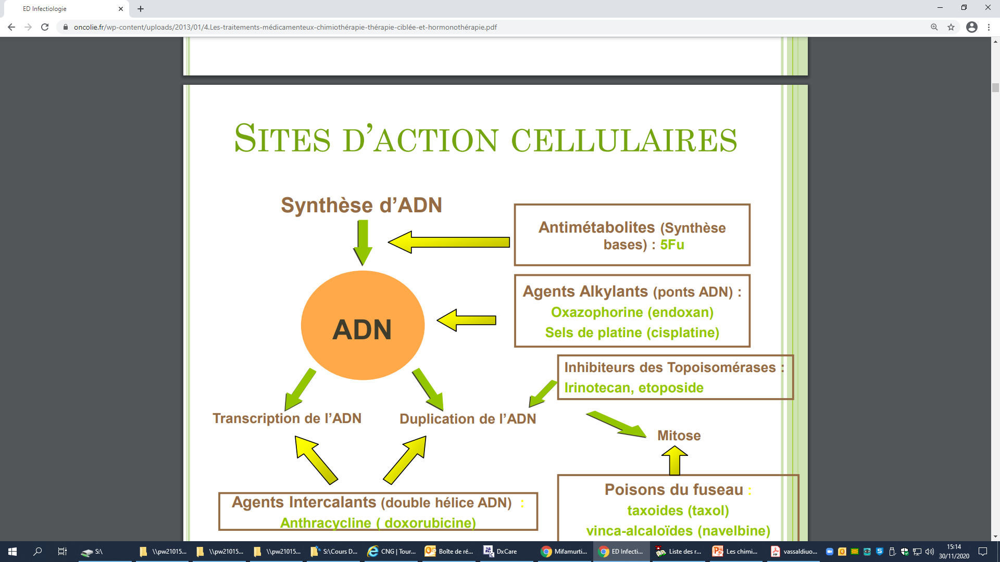 ED Infectiologie
oncolie.fr/wp-content/uploads/2013/01/4.Les-traitements-médicamenteux-chimiothérapie-thérapie-ciblée-et-hormonothérapie.pdf
SITES D’ACTION CELLULAIRES
Synthèse d’ADN
Antimétabolites (Synthèse
bases) : 5Fu
Agents Alkylants (ponts ADN) :
Oxazophorine (endoxan)
Sels de platine (cisplatine)
ADN
Inhibiteurs des Topoisomérases :
Irinotecan, etoposide
Transcription de l’ADN
Duplication de l’ADN
Mitose
Agents Intercalants (double hélice ADN) :
Anthracycline ( doxorubicine)
Poisons du fuseau :
taxoides (taxol)
vinca-alcaloïdes (navelbine)
S:\
\\pw21015...
\\pw21015...
\\pw21015...
S:\Cours D...
CNG | Tour...
Boîte de ré...
DxCare
Mifamurti...
ED Infecti...
Liste des r...
Les chimi...
vassaldiuo...
15:14
30/11/2020